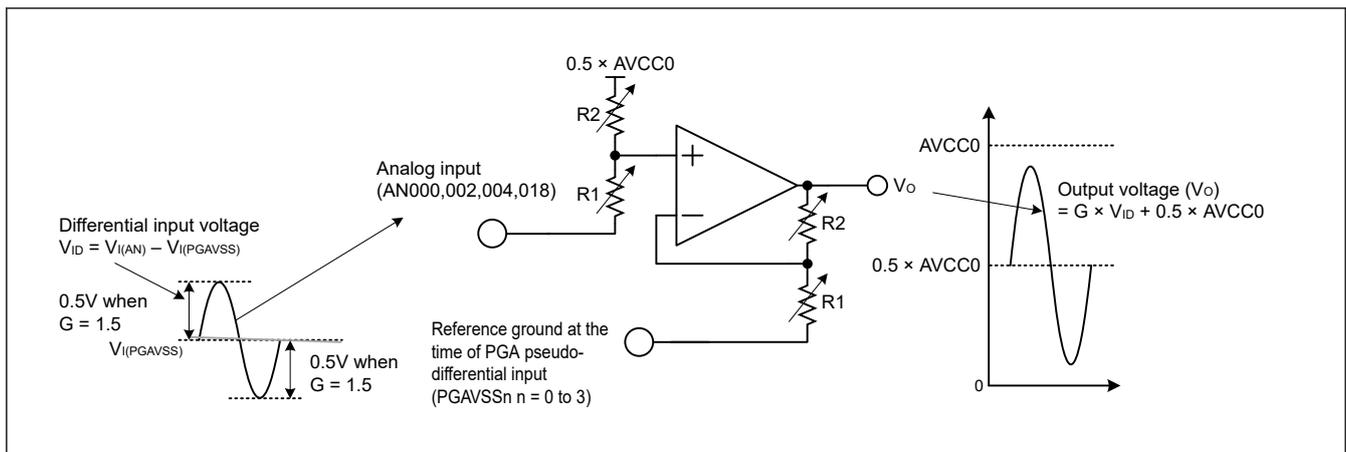 0.5 × AVCC0
R2
Analog input
(AN000,002,004,018)
R1
+
−
Vo
R2
R1
Differential input voltage
VID = VI(AN) – VI(PGAVSS)
0.5V when
G = 1.5
VI(PGAVSS)
0.5V when
G = 1.5
Reference ground at the
time of PGA pseudo-
differential input
(PGAVSSn n = 0 to 3)
AVCC0
Output voltage (Vo)
= G × VID + 0.5 × AVCC0
0.5 × AVCC0
0